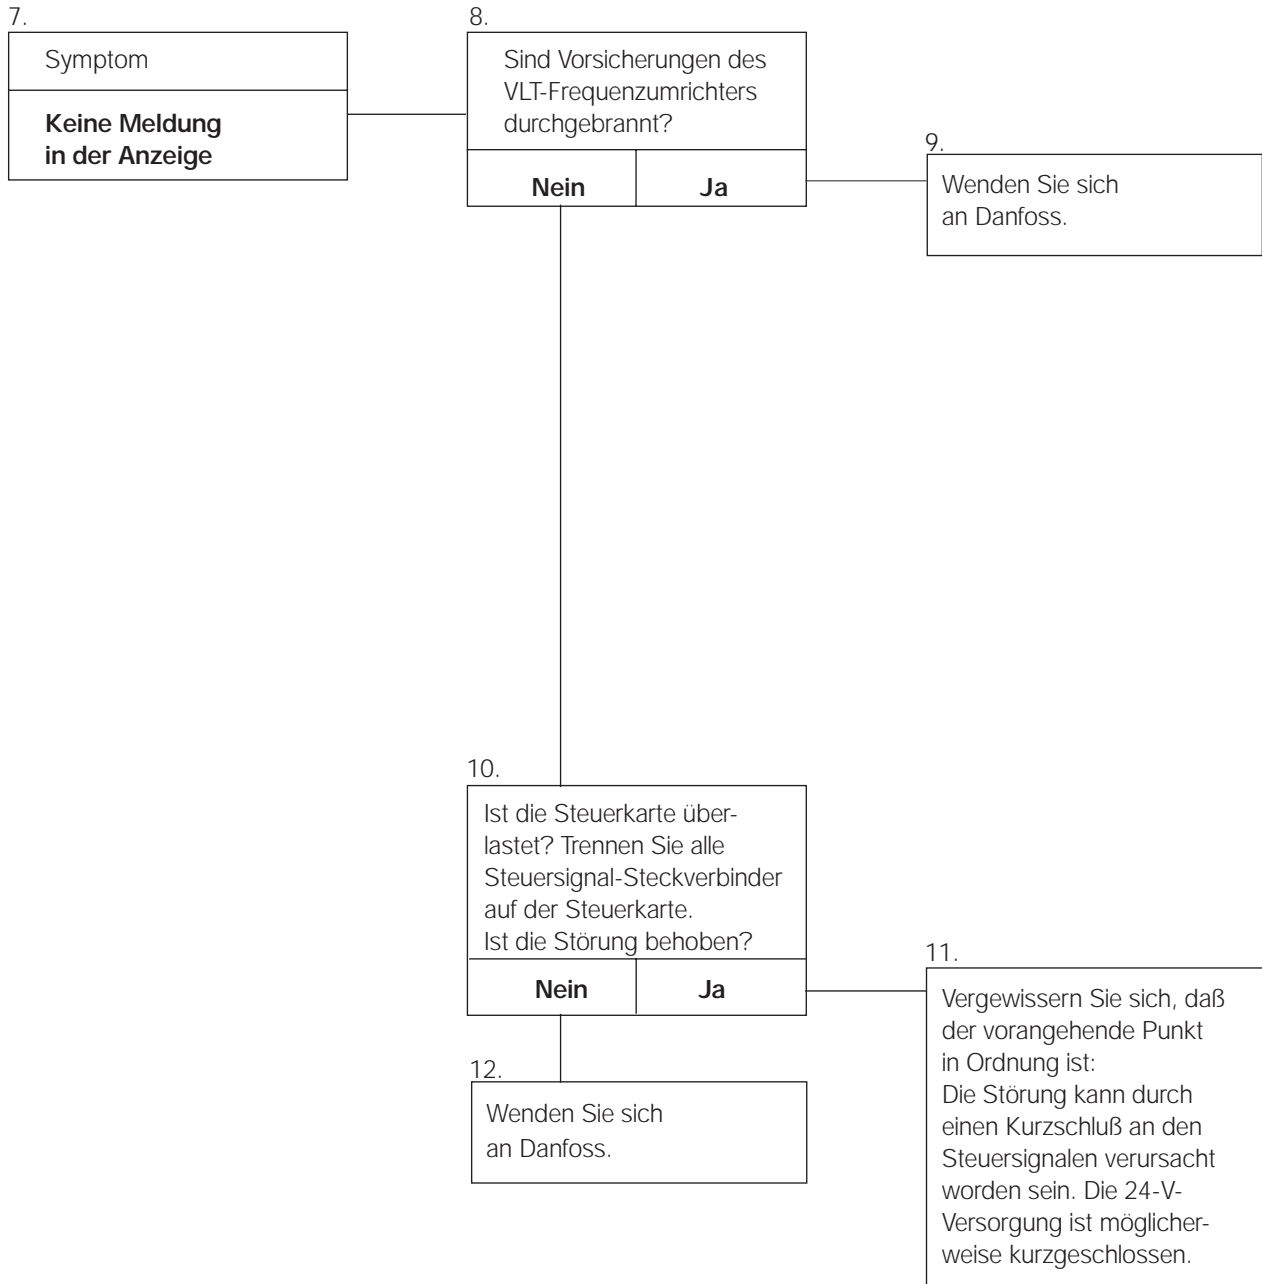 7.
Symptom
Keine Meldung
in der Anzeige
8.
Sind Vorsicherungen des
VLT-Frequenzumrichters
durchgebrannt?
Nein Ja
9.
Wenden Sie sich
an Danfoss.
10.
Ist die Steuerkarte über-
lastet? Trennen Sie alle
Steuersignal-Steckverbinder
auf der Steuerkarte.
Ist die Störung behoben?
Nein Ja
11.
Vergewissern Sie sich, daß
der vorangehende Punkt
in Ordnung ist:
Die Störung kann durch
einen Kurzschluß an den
Steuersignalen verursacht
worden sein. Die 24-V-
Versorgung ist möglicher-
weise kurzgeschlossen.
12.
Wenden Sie sich
an Danfoss.